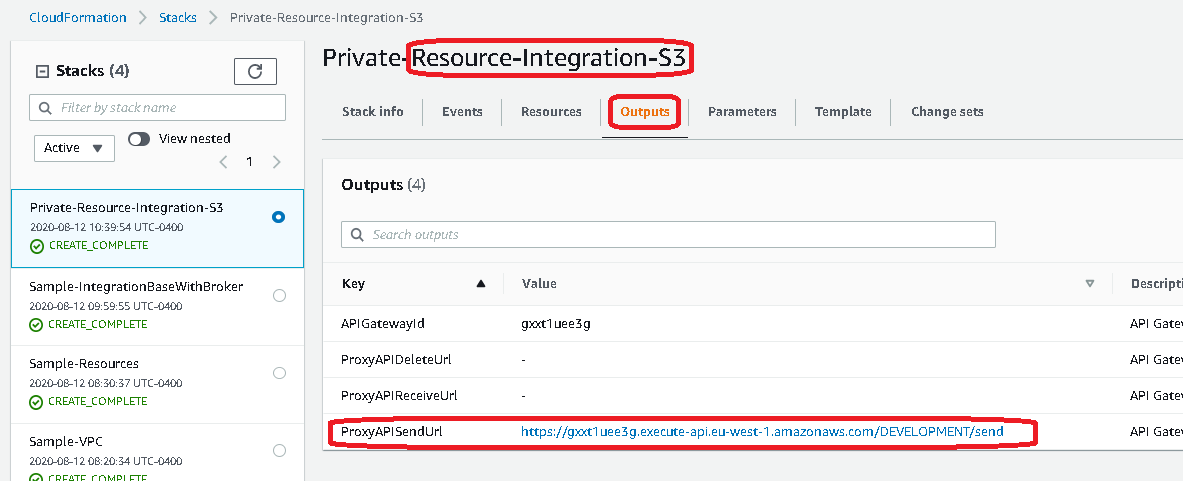 CloudFormation > Stacks > Private-Resource-Integration-S3
Stacks (4)
Filter by stack name
Active
View nested
1
Private-Resource-Integration-S3
2020-08-12 10:39:54 UTC-0400
CREATE_COMPLETE
Sample-IntegrationBaseWithBroker
2020-08-12 09:59:55 UTC-0400
CREATE_COMPLETE
Sample-Resources
2020-08-12 08:30:37 UTC-0400
CREATE_COMPLETE
Sample-VPC
2020-08-12 08:20:34 UTC-0400
CREATE_COMPLETE
Private-Resource-Integration-S3
Stack info Events Resources Outputs Parameters Template Change sets
Outputs (4)
Search outputs
Key Value Descripti
APIGatewayId gxxt1uee3g API Gatew
ProxyAPIDeleteUrl - API Gatew
ProxyAPIReceiveUrl - API Gatew
ProxyAPISendUrl https://gxxt1uee3g.execute-api.eu-west-1.amazonaws.com/DEVELOPMENT/send API Gatew